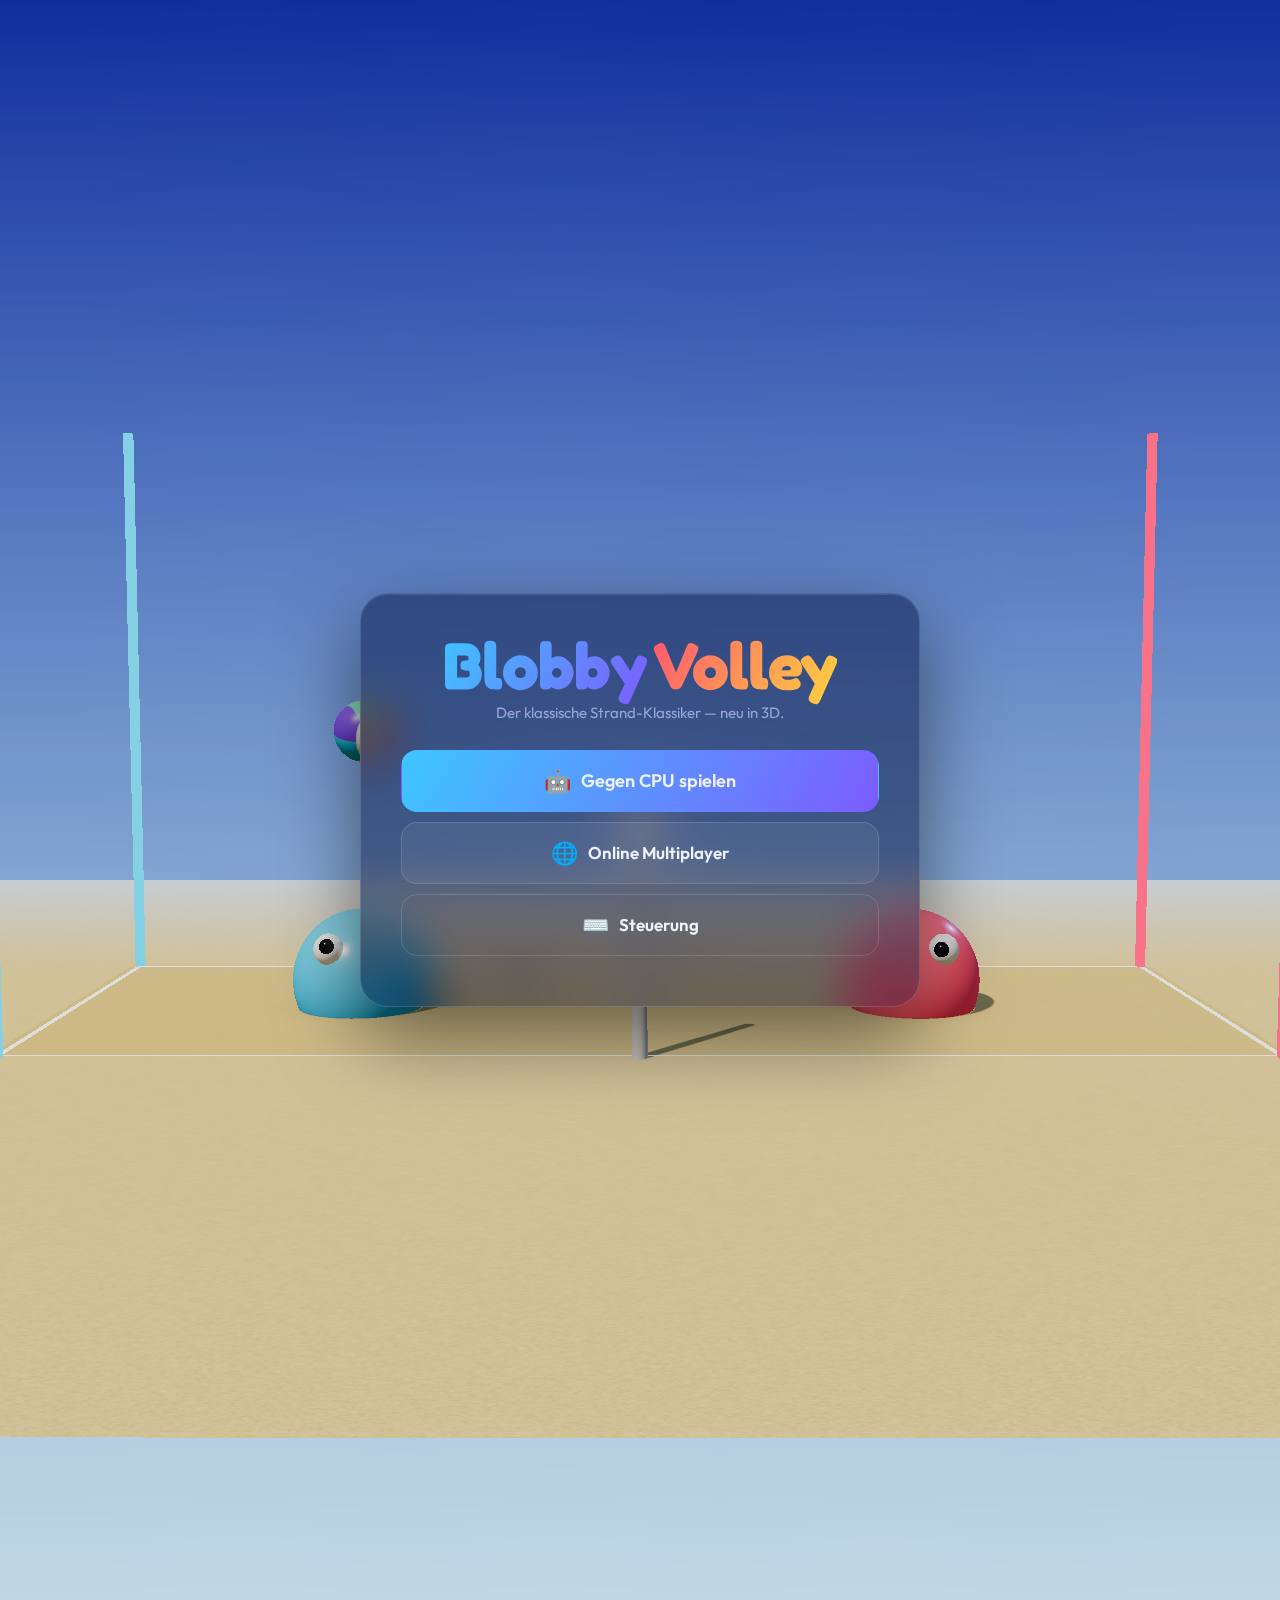 Blobby Volley
Der klassische Strand-Klassiker — neu in 3D.
Gegen CPU spielen
Online Multiplayer
Steuerung